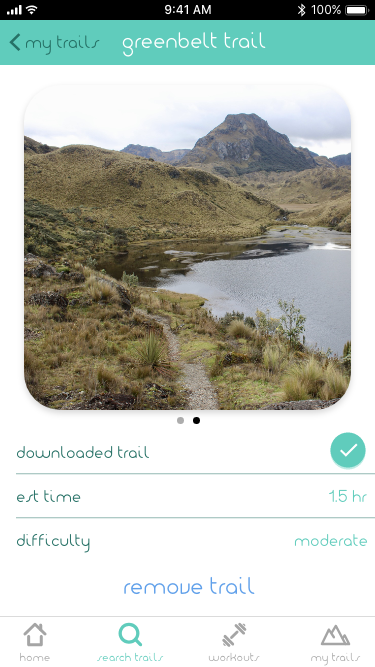 9:41 AM
100%
my trails
greenbelt trail
downloaded trail
est time
1.5 hr
difficulty
moderate
remove trail
home
search trails
workouts
my trails